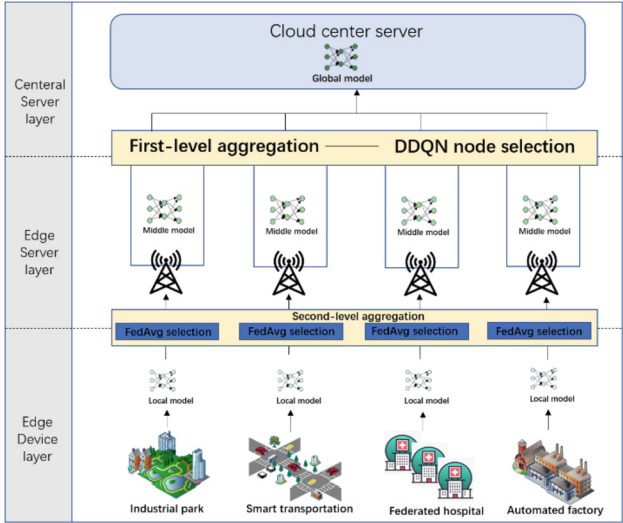 Cloud center server
Global model
Centeral
Server
layer
First-level aggregation
DDQN node selection
Middle model
Middle model
Middle model
Middle model
Edge
Server
layer
Second-level aggregation
FedAvg selection
FedAvg selection
FedAvg selection
FedAvg selection
Local model
Local model
Local model
Local model
Edge
Device
layer
Industrial park
Smart transportation
Federated hospital
Automated factory